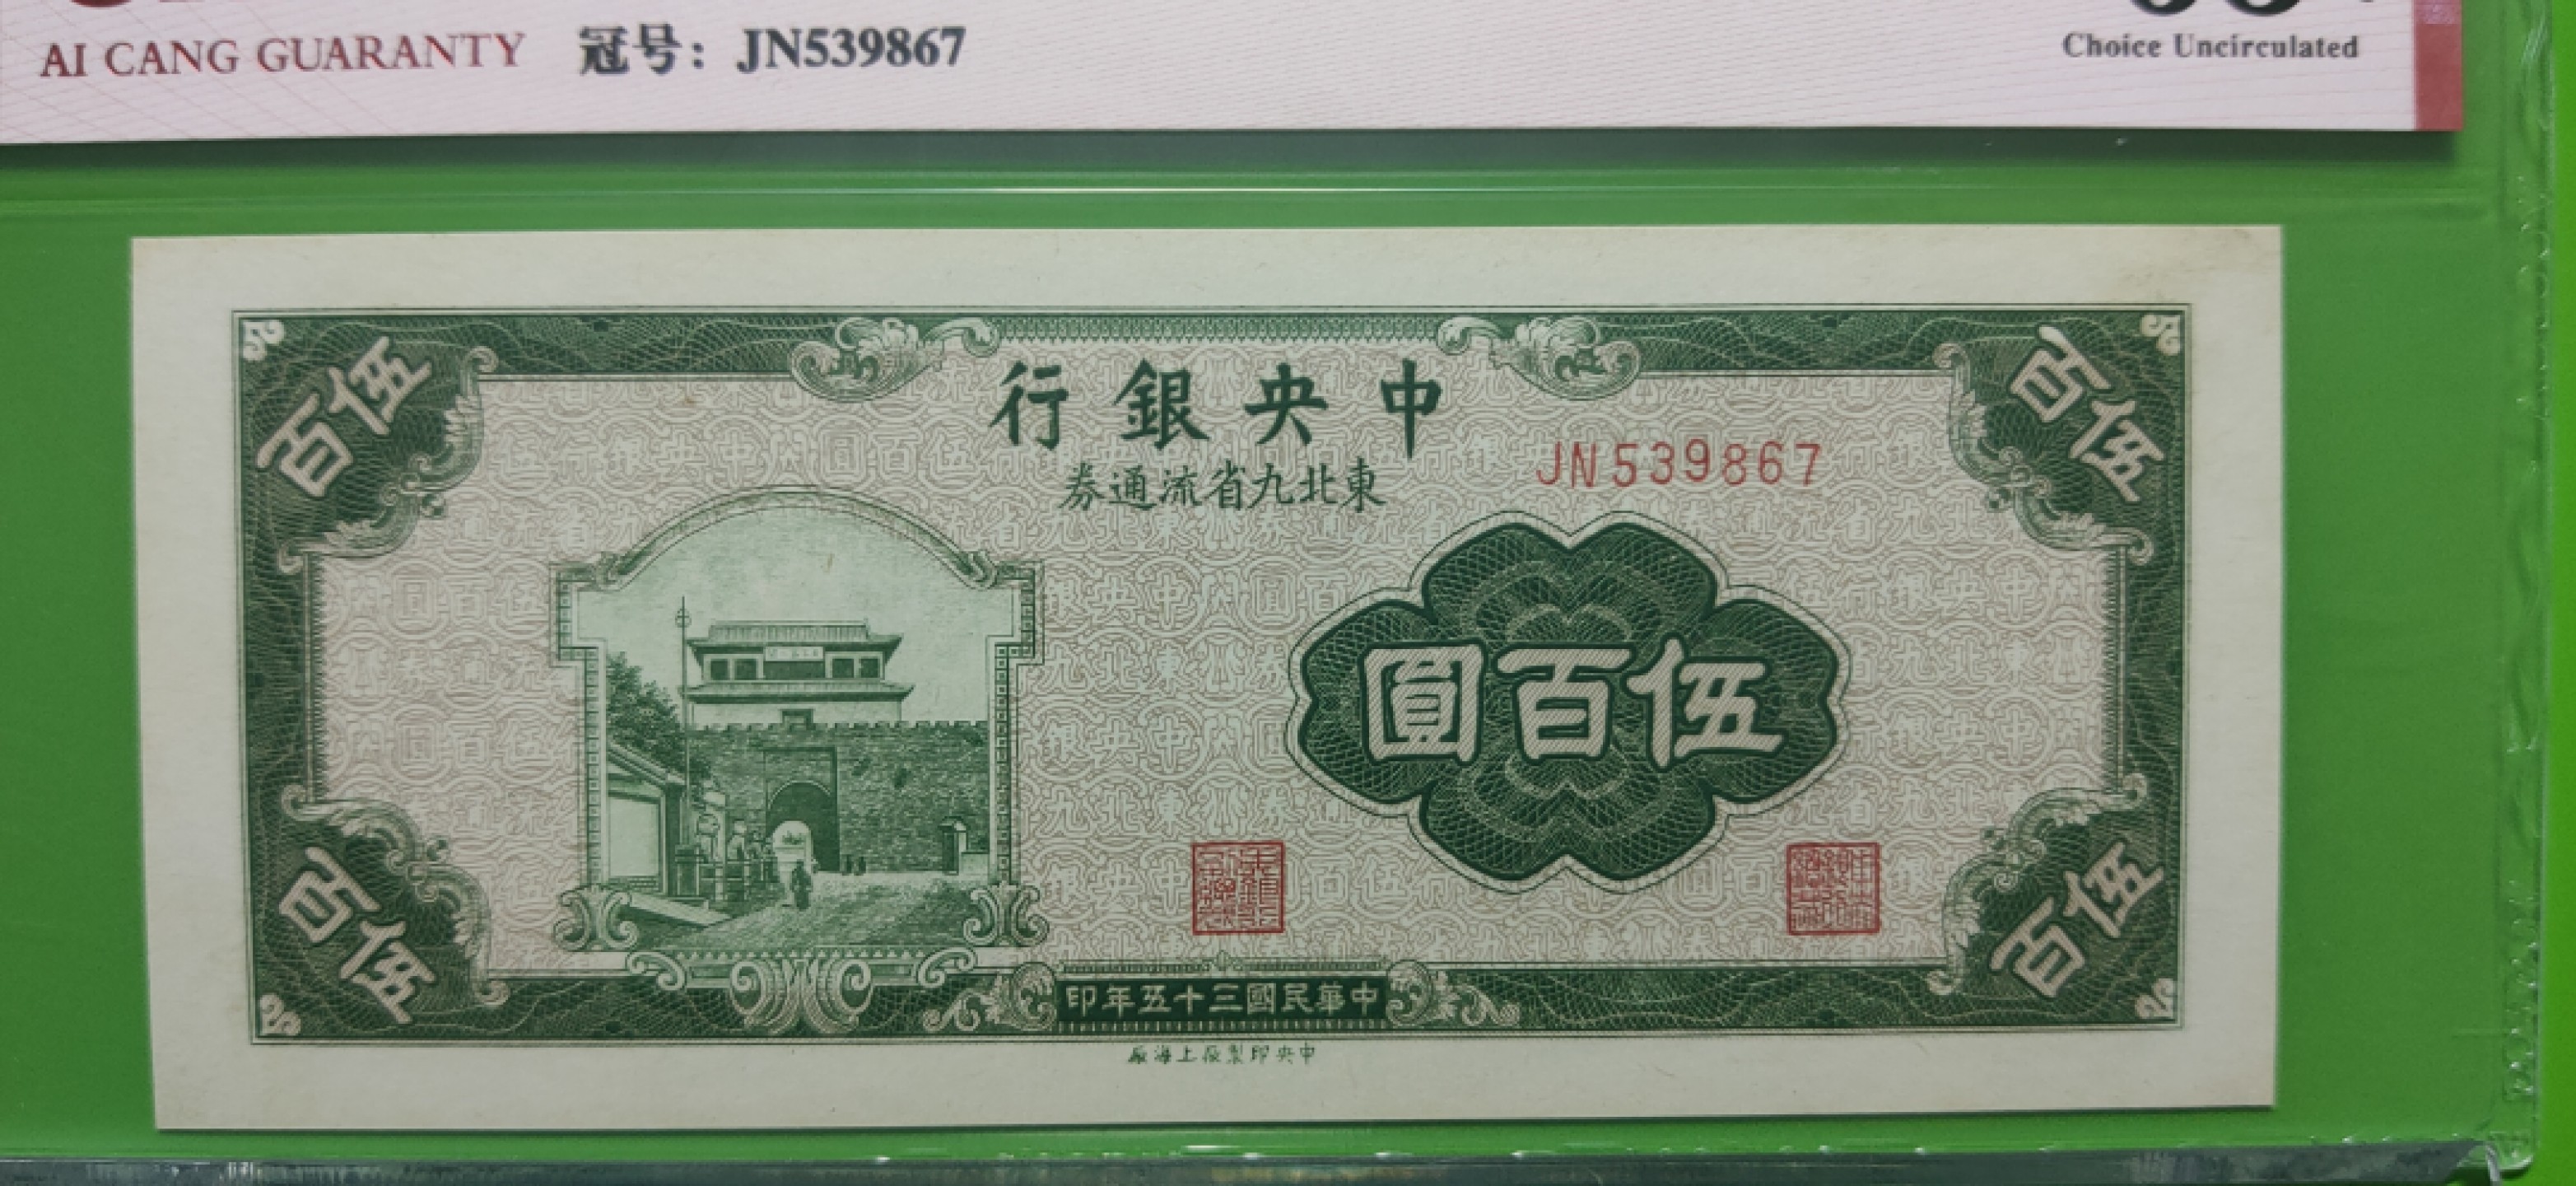 AI CANG GUARANTY 冠号: JN539867
Choice Uncirculated
伍百
百伍
中央銀行
JN539867
東北九省流通券
伍百圓
百伍
伍百
中華民國三十五年印
中央印製厰上海厰